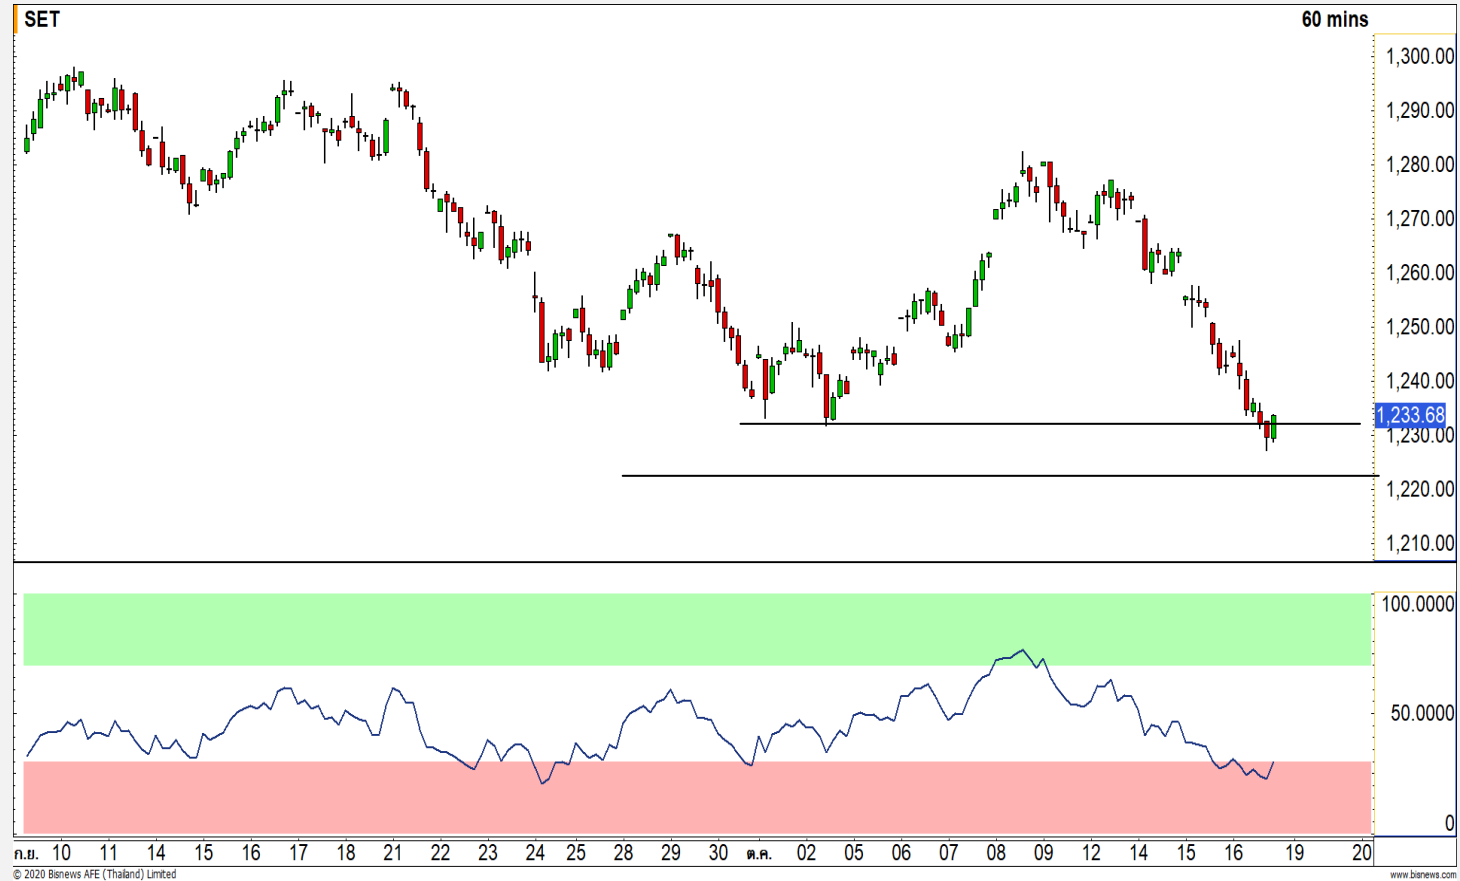 SET
60 mins
1,300.00
1,290.00
1,280.00
1,270.00
1,260.00
1,250.00
1,240.00
1,233.68
1,230.00
1,220.00
1,210.00
100.0000
50.0000
0
ก.ย. 10 11 14 15 16 17 18 21 22 23 24 25 28 29 30 ต.ค. 02 05 06 07 08 09 12 14 15 16 19 20
© 2020 Bisnews AFE (Thailand) Limited
www.bisnews.com